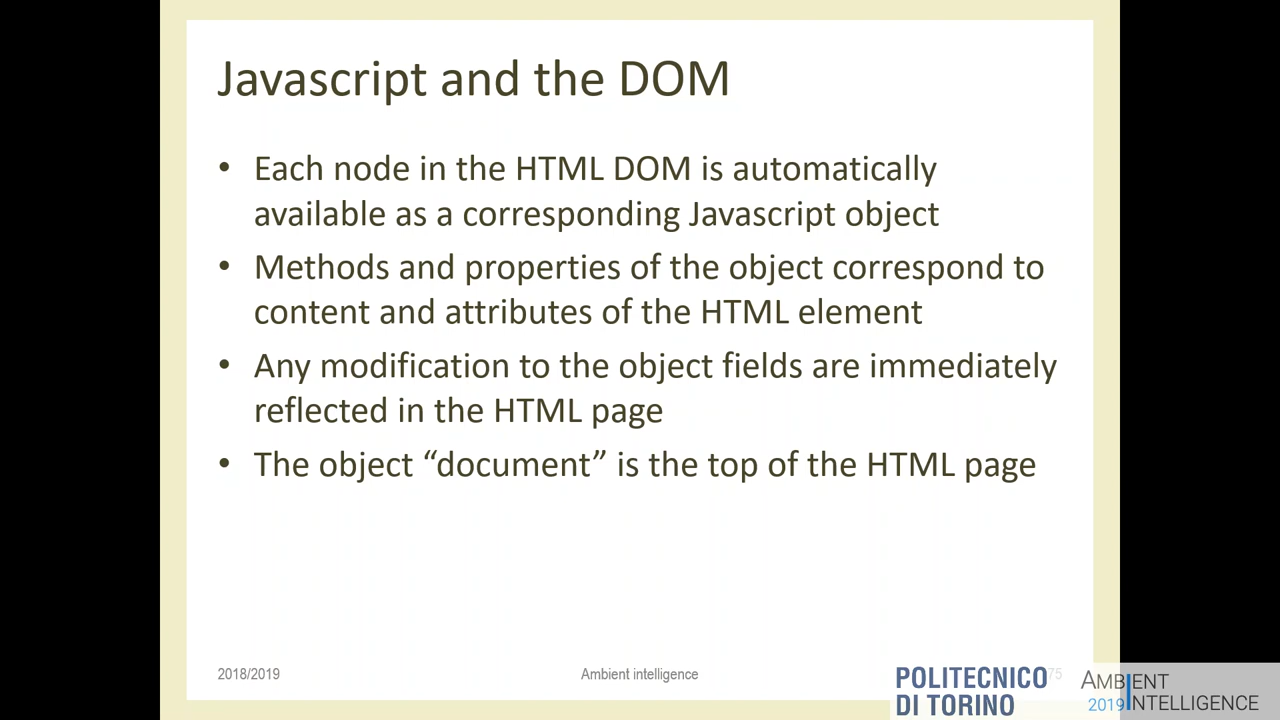 Javascript and the DOM
• Each node in the HTML DOM is automatically
available as a corresponding Javascript object
• Methods and properties of the object correspond to
content and attributes of the HTML element
• Any modification to the object fields are immediately
reflected in the HTML page
• The object “document” is the top of the HTML page
2018/2019
Ambient intelligence
75
POLITECNICO
DI TORINO
AMBIENT
2019 INTELLIGENCE